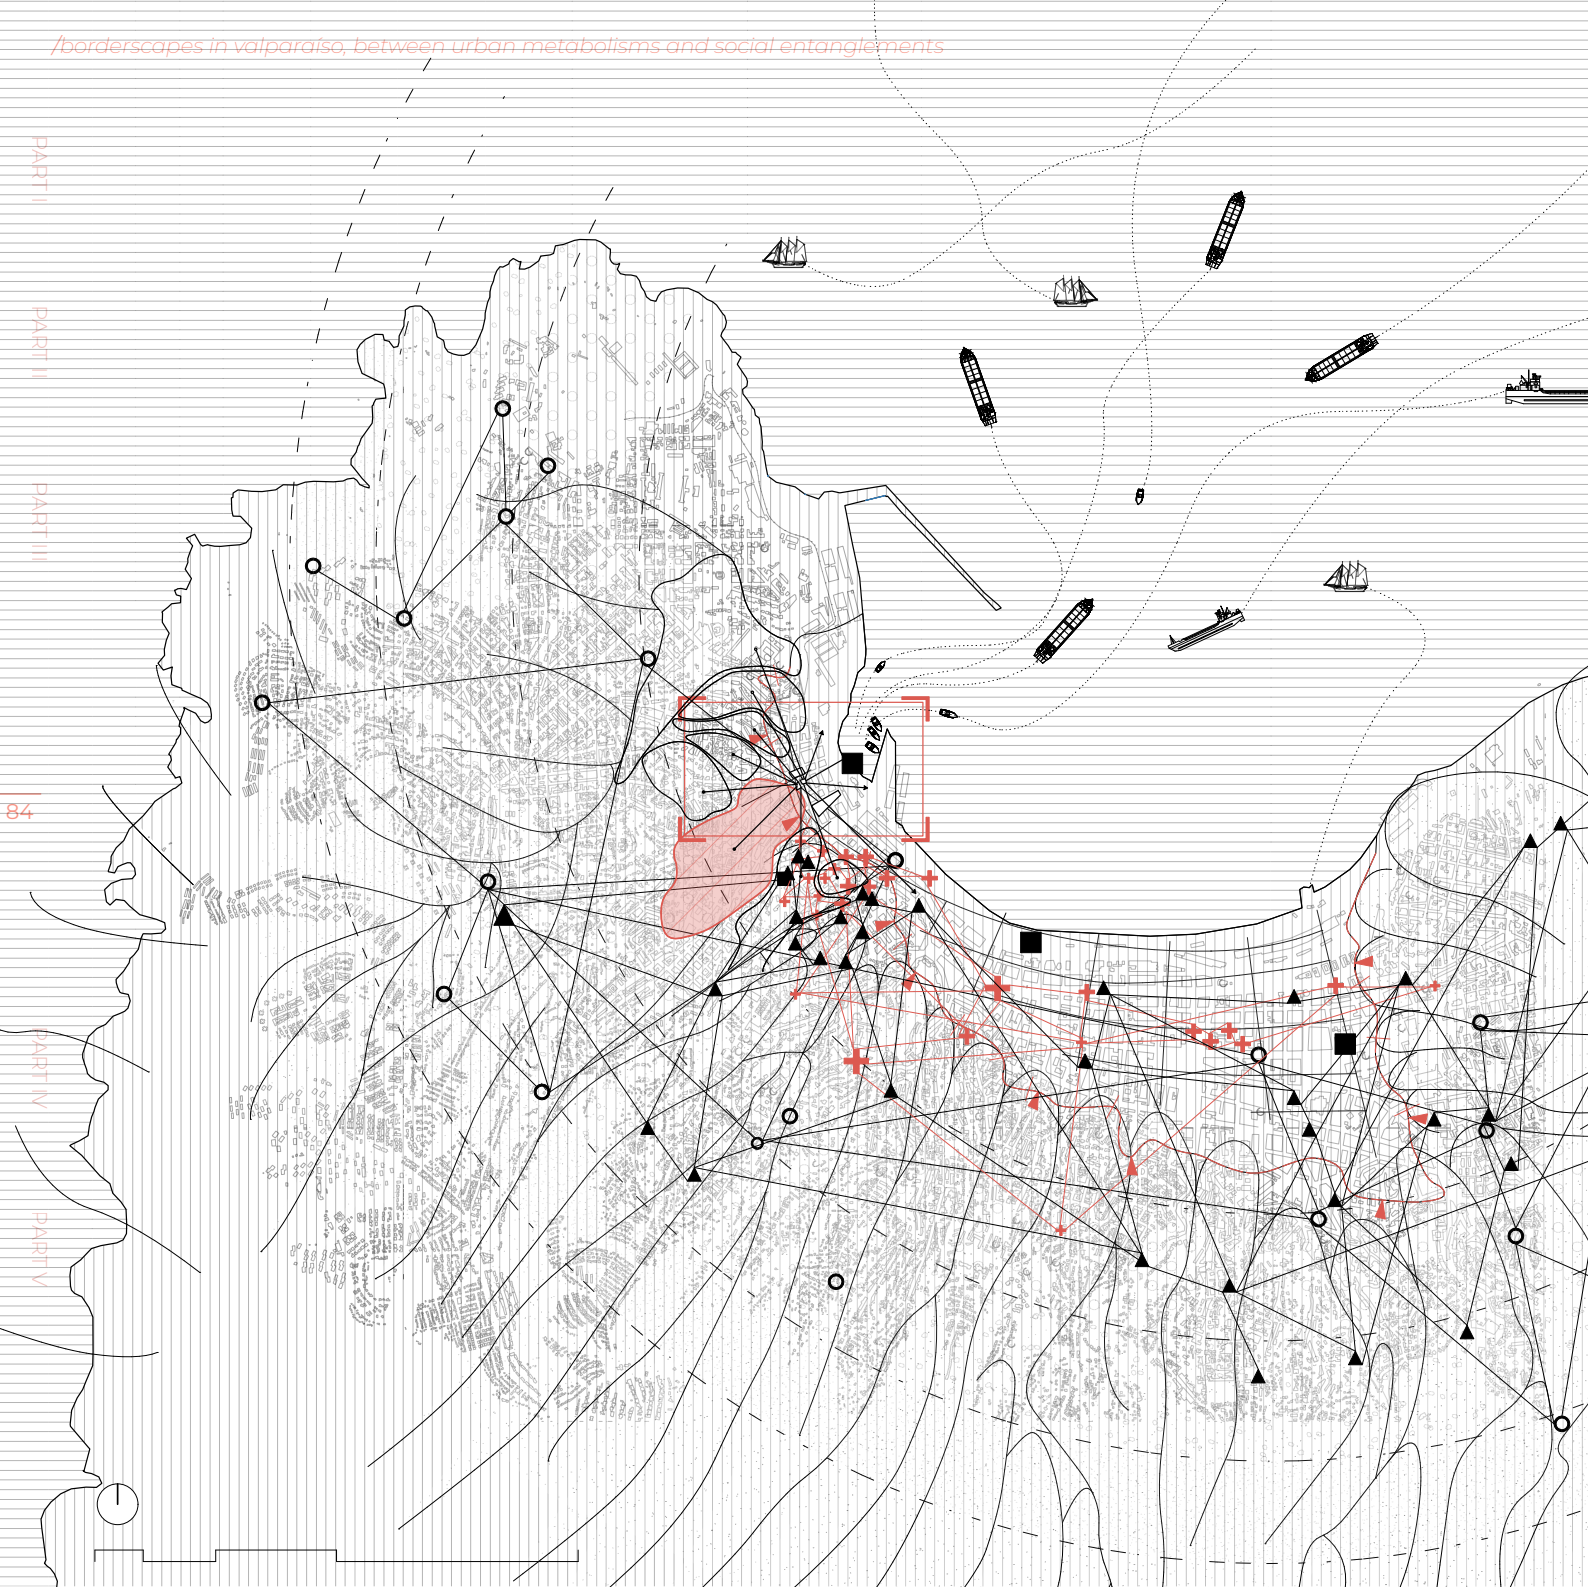 /borderscapes in valparaíso, between urban metabolisms and social entanglements
PART I
PART II
PART III
84
PART IV
PART V